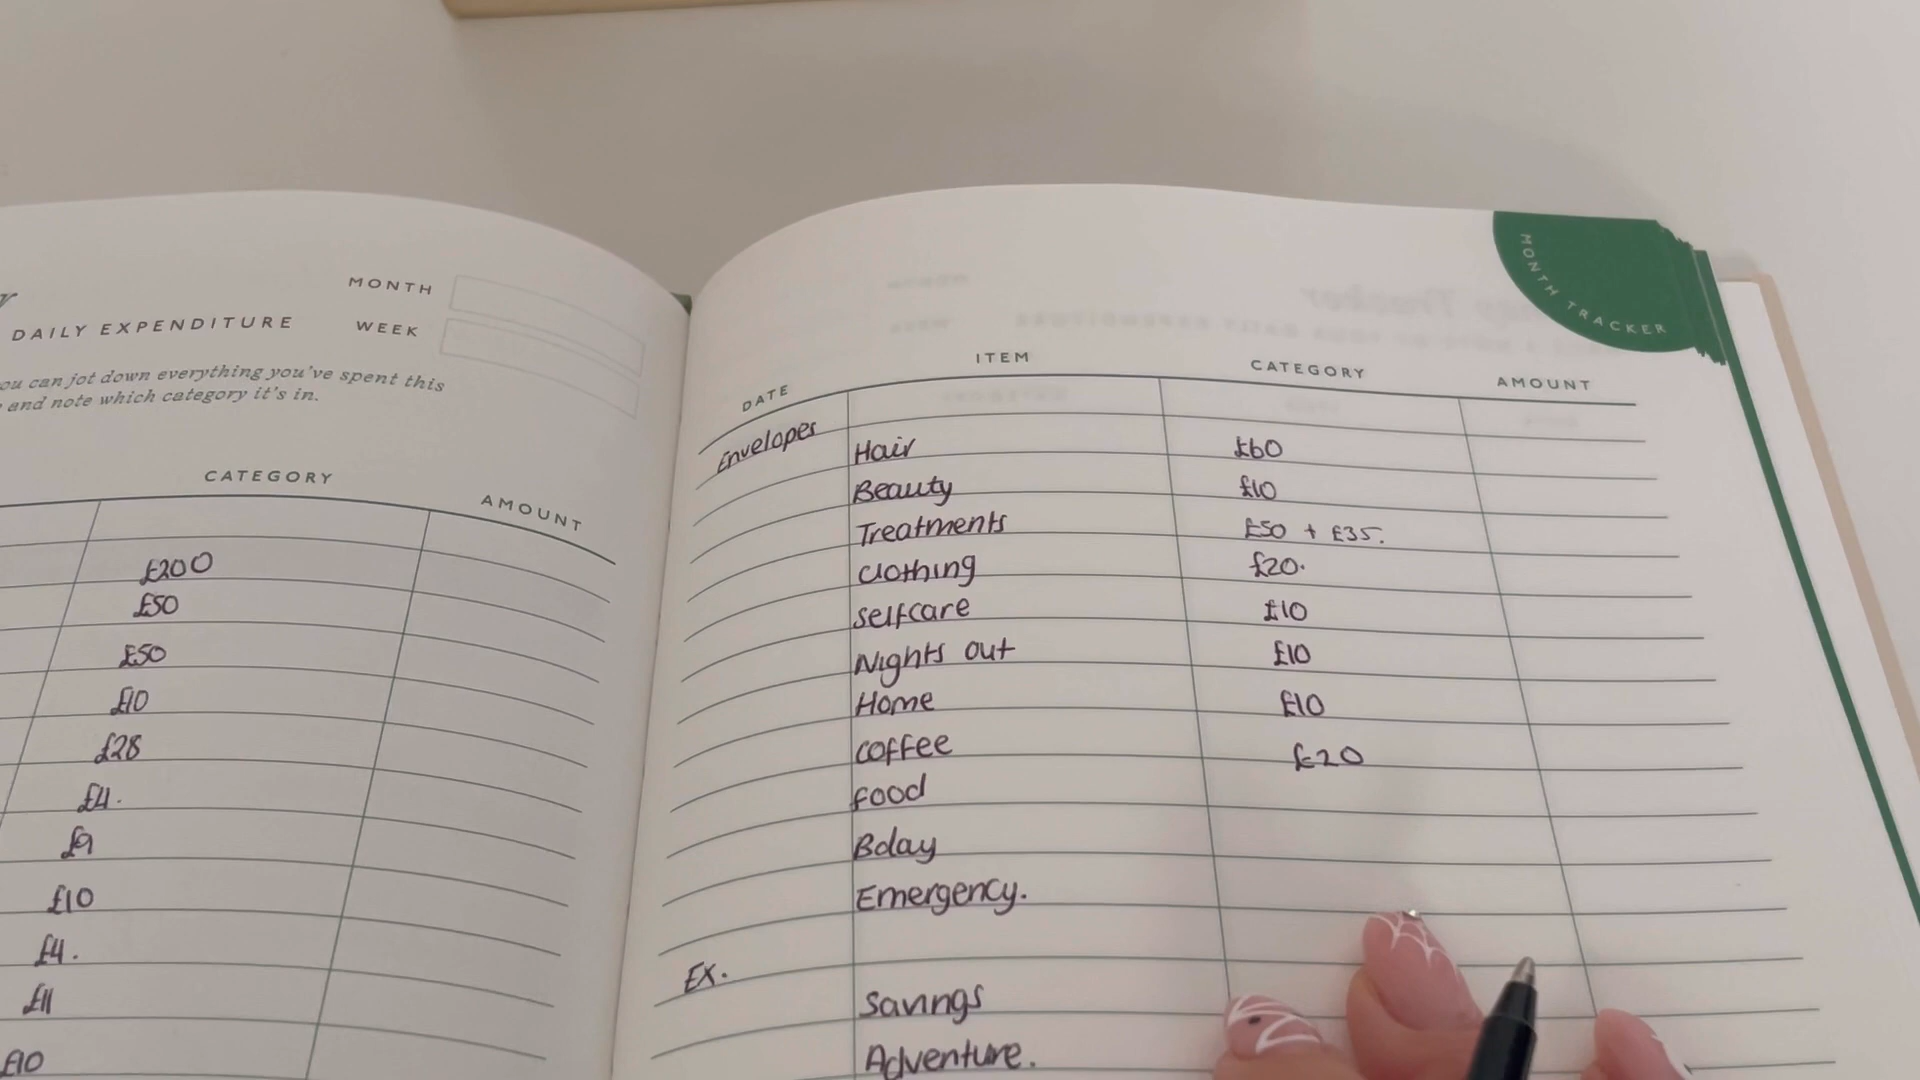 MONTH
DAILY EXPENDITURE
WEEK
ou can jot down everything you've spent this
and note which category it's in.
CATEGORY AMOUNT
£200
£50
£50
£10
£28
£4.
£9
£10
£4.
£11
£10
MONTH TRACKER
DATE ITEM CATEGORY AMOUNT
Envelopes Hair £60
Beauty £10
Treatments £50 + £35.
Clothing £20.
Selfcare £10
Nights out £10
Home £10
Coffee £20
Food
Bday
Emergency.
Ex.
Savings
Adventure.